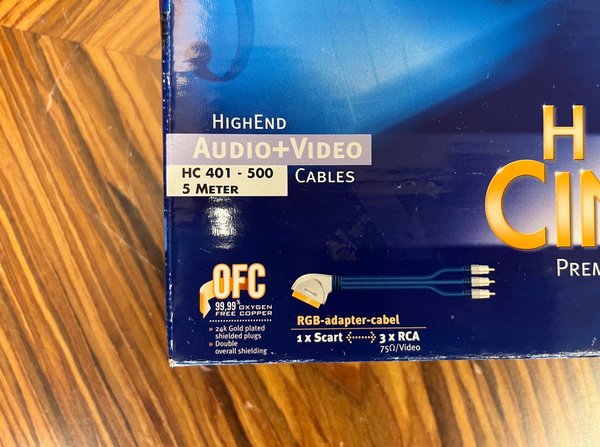 HIGHEND
AUDIO+VIDEO
HC 401 - 500
5 METER
CABLES
H
CIN
PREM
OFC
99,99% OXYGEN
FREE COPPER
» 24k Gold plated
shielded plugs
» Double
overall shielding
RGB-adapter-cabel
1 x Scart 3 x RCA
75Ω/Video